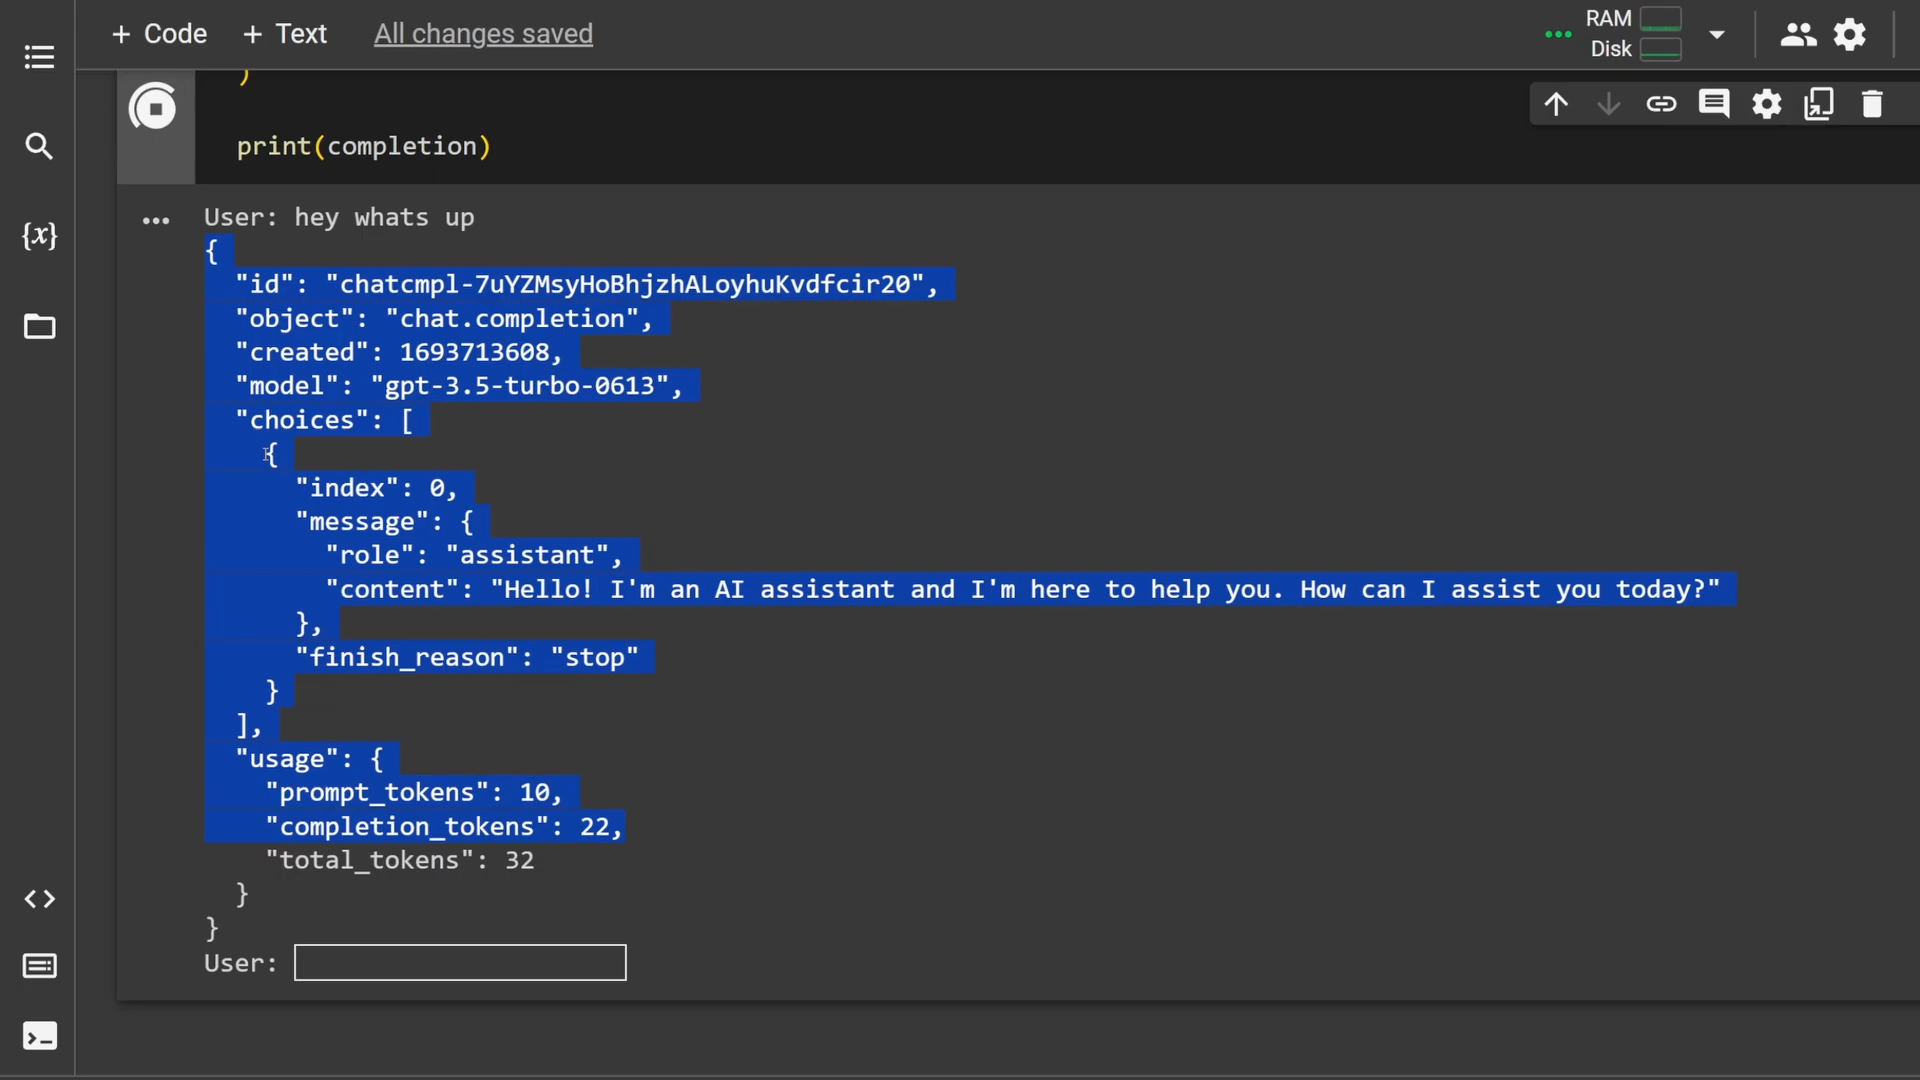 + Code + Text All changes saved
RAM
Disk
)
print(completion)
User: hey whats up
{
"id": "chatcmpl-7uYZMsyHoBhjzhALoyhuKvdfcir20",
"object": "chat.completion",
"created": 1693713608,
"model": "gpt-3.5-turbo-0613",
"choices": [
{
"index": 0,
"message": {
"role": "assistant",
"content": "Hello! I'm an AI assistant and I'm here to help you. How can I assist you today?"
},
"finish_reason": "stop"
}
],
"usage": {
"prompt_tokens": 10,
"completion_tokens": 22,
"total_tokens": 32
}
}
User: